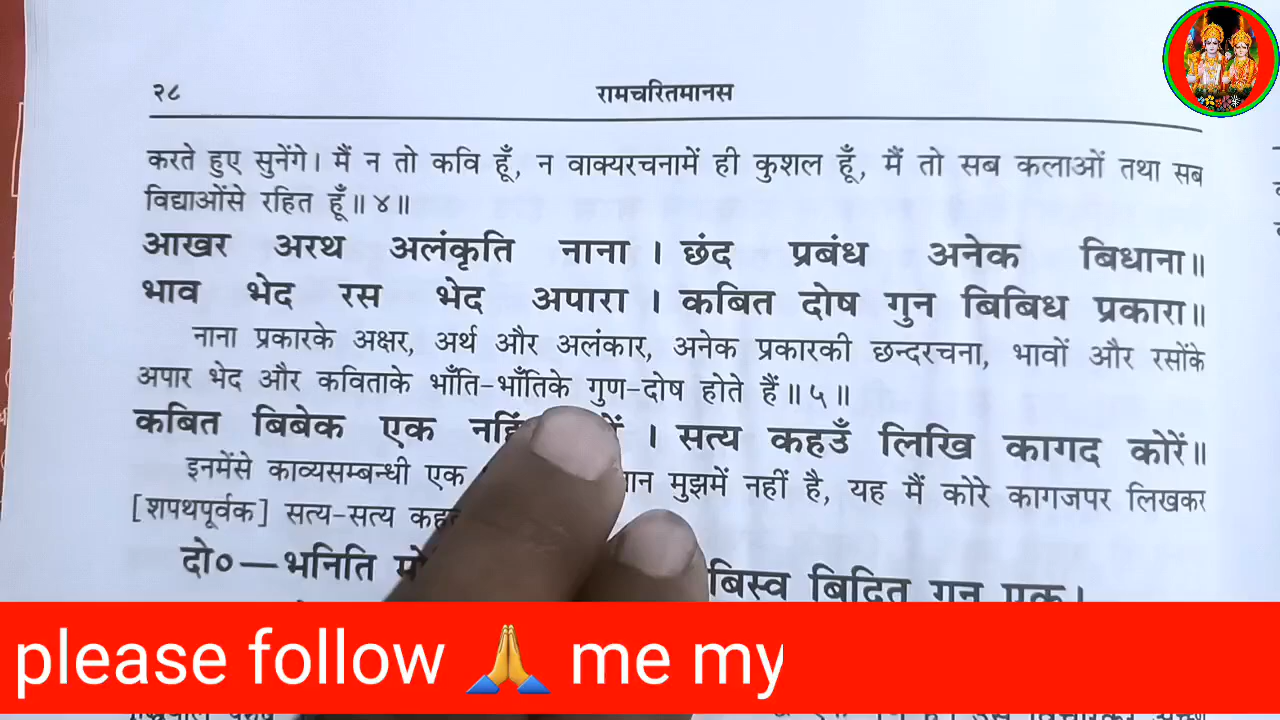 २८ रामचरितमानस
करते हुए सुनेंगे। मैं न तो कवि हूँ, न वाक्यरचनामें ही कुशल हूँ, मैं तो सब कलाओं तथा सब
विद्याओंसे रहित हूँ॥ ४॥
आखर अरथ अलंकृति नाना। छंद प्रबंध अनेक बिधाना॥
भाव भेद रस भेद अपारा। कबित दोष गुन बिबिध प्रकारा॥
नाना प्रकारके अक्षर, अर्थ और अलंकार, अनेक प्रकारकी छन्दरचना, भावों और रसोंके
अपार भेद और कविताके भाँति-भाँतिके गुण-दोष होते हैं॥ ५॥
कबित बिबेक एक नहिं । सत्य कहउँ लिखि कागद कोरें॥
इनमेंसे काव्यसम्बन्धी एक मुझमें नहीं है, यह मैं कोरे कागजपर लिखकर
[शपथपूर्वक] सत्य-सत्य
दो०—भनिति बिस्व बिदित गुन एक।
please follow 🙏 me my